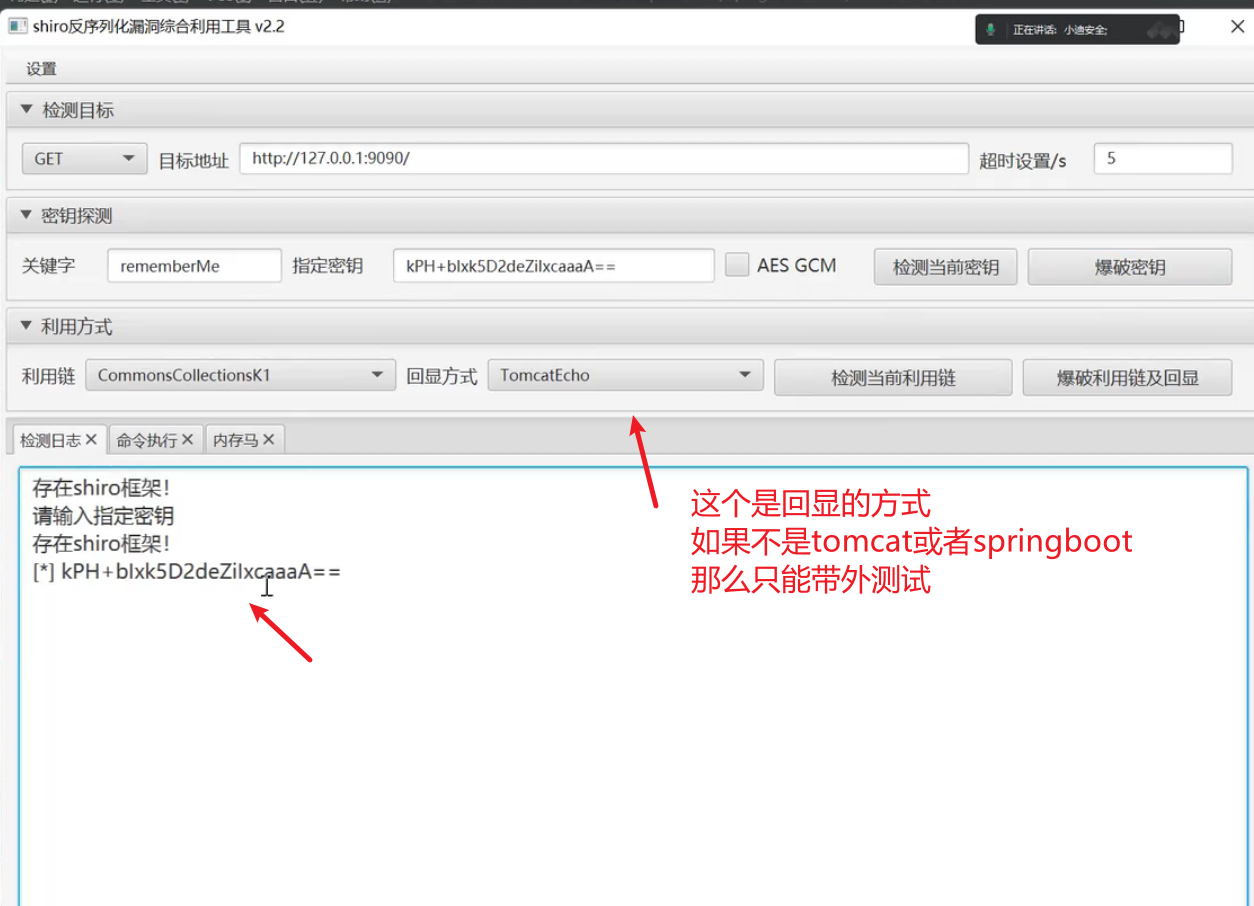 shiro反序列化漏洞综合利用工具 v2.2
正在讲话: 小迪安全;
设置
检测目标
GET 目标地址 http://127.0.0.1:9090/ 超时设置/s 5
密钥探测
关键字 rememberMe 指定密钥 kPH+bIxk5D2deZiIxcaaaA== AES GCM 检测当前密钥 爆破密钥
利用方式
利用链 CommonsCollectionsK1 回显方式 TomcatEcho 检测当前利用链 爆破利用链及回显
检测日志 命令执行 内存马
存在shiro框架!
请输入指定密钥
存在shiro框架!
[*] kPH+bIxk5D2deZiIxcaaaA==
这个是回显的方式
如果不是tomcat或者springboot
那么只能带外测试